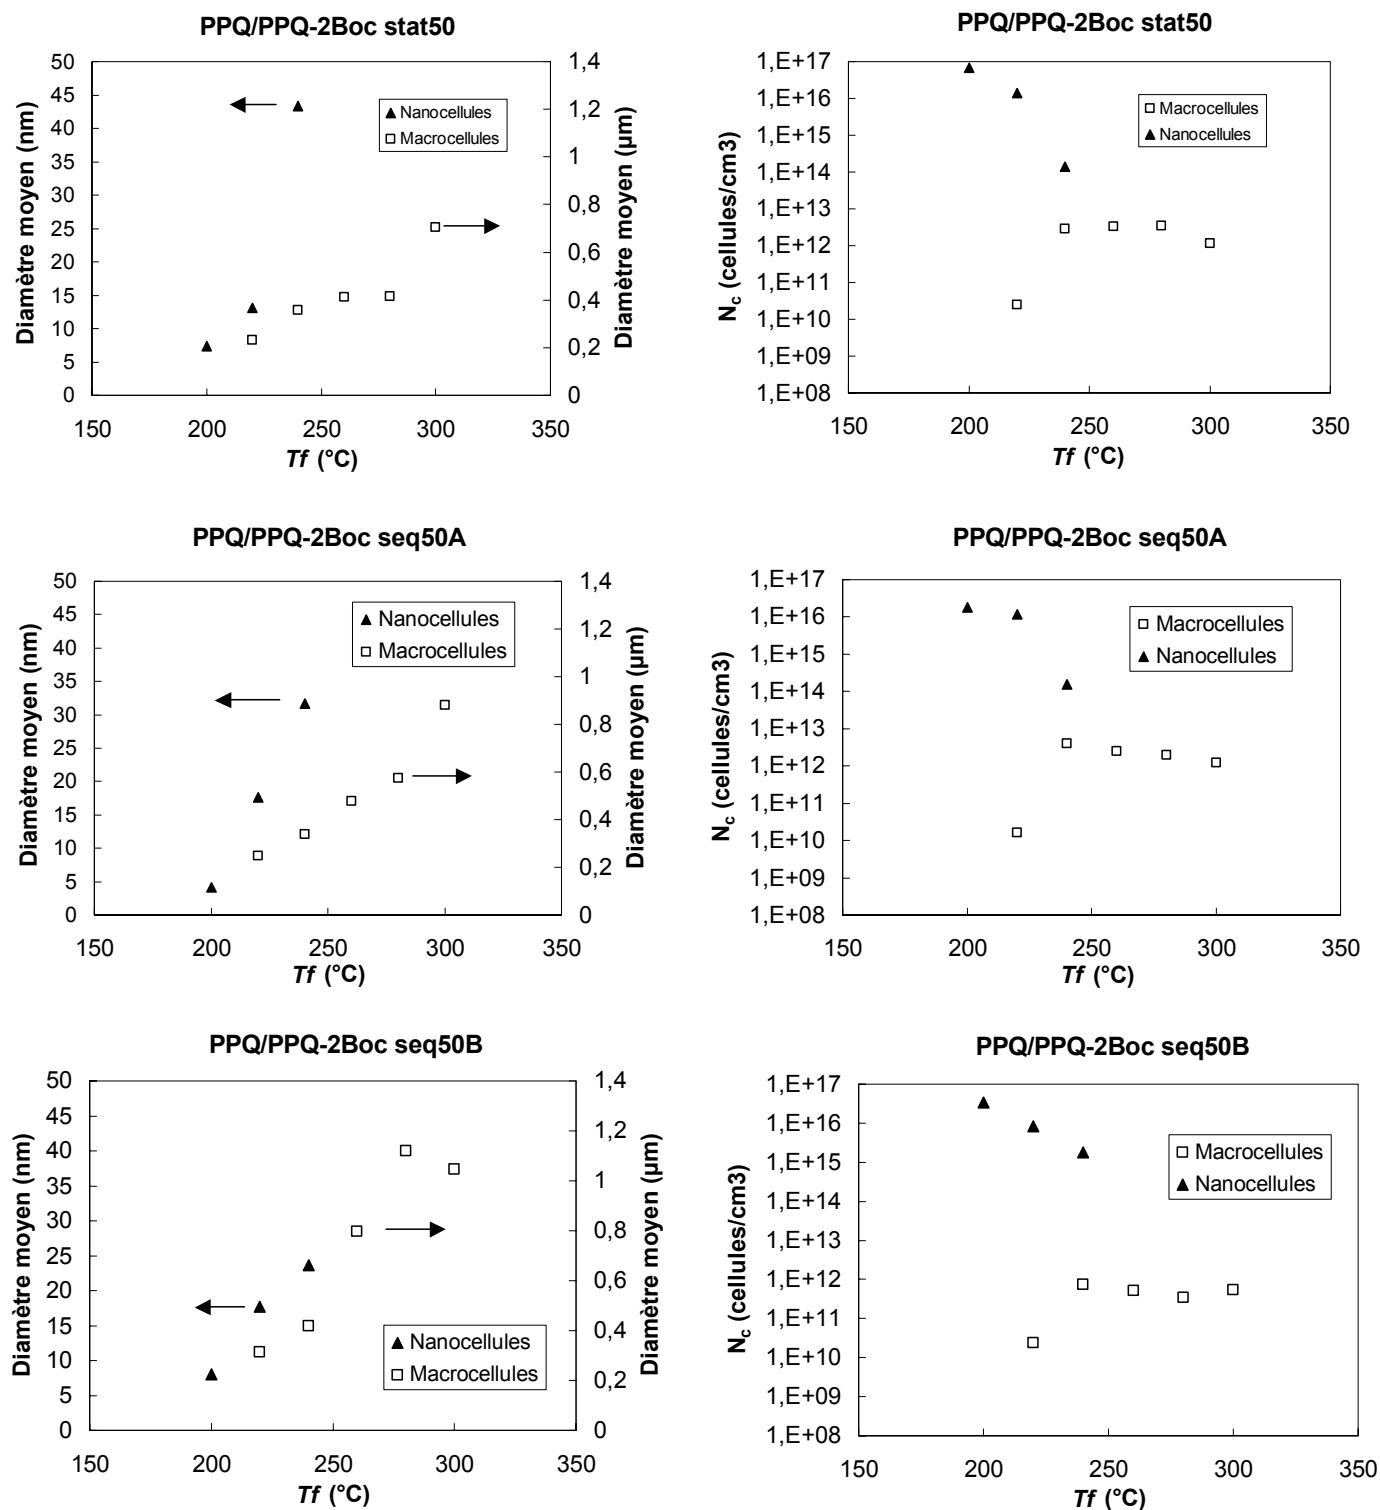 PPQ/PPQ-2Boc stat50
Diamètre moyen (nm)
50
45
40
35
30
25
20
15
10
5
0
1,4
1,2
1
0,8
0,6
0,4
0,2
0
Diamètre moyen (µm)
Nanocellules
Macrocellules
150 200 250 300 350
Tf (°C)
PPQ/PPQ-2Boc stat50
Nc (cellules/cm3)
1,E+17
1,E+16
1,E+15
1,E+14
1,E+13
1,E+12
1,E+11
1,E+10
1,E+09
1,E+08
Macrocellules
Nanocellules
150 200 250 300 350
Tf (°C)
PPQ/PPQ-2Boc seq50A
Diamètre moyen (nm)
50
45
40
35
30
25
20
15
10
5
0
1,4
1,2
1
0,8
0,6
0,4
0,2
0
Diamètre moyen (µm)
Nanocellules
Macrocellules
150 200 250 300 350
Tf (°C)
PPQ/PPQ-2Boc seq50A
Nc (cellules/cm3)
1,E+17
1,E+16
1,E+15
1,E+14
1,E+13
1,E+12
1,E+11
1,E+10
1,E+09
1,E+08
Macrocellules
Nanocellules
150 200 250 300 350
Tf (°C)
PPQ/PPQ-2Boc seq50B
Diamètre moyen (nm)
50
45
40
35
30
25
20
15
10
5
0
1,4
1,2
1
0,8
0,6
0,4
0,2
0
Diamètre moyen (µm)
Nanocellules
Macrocellules
150 200 250 300 350
Tf (°C)
PPQ/PPQ-2Boc seq50B
Nc (cellules/cm3)
1,E+17
1,E+16
1,E+15
1,E+14
1,E+13
1,E+12
1,E+11
1,E+10
1,E+09
1,E+08
Macrocellules
Nanocellules
150 200 250 300 350
Tf (°C)